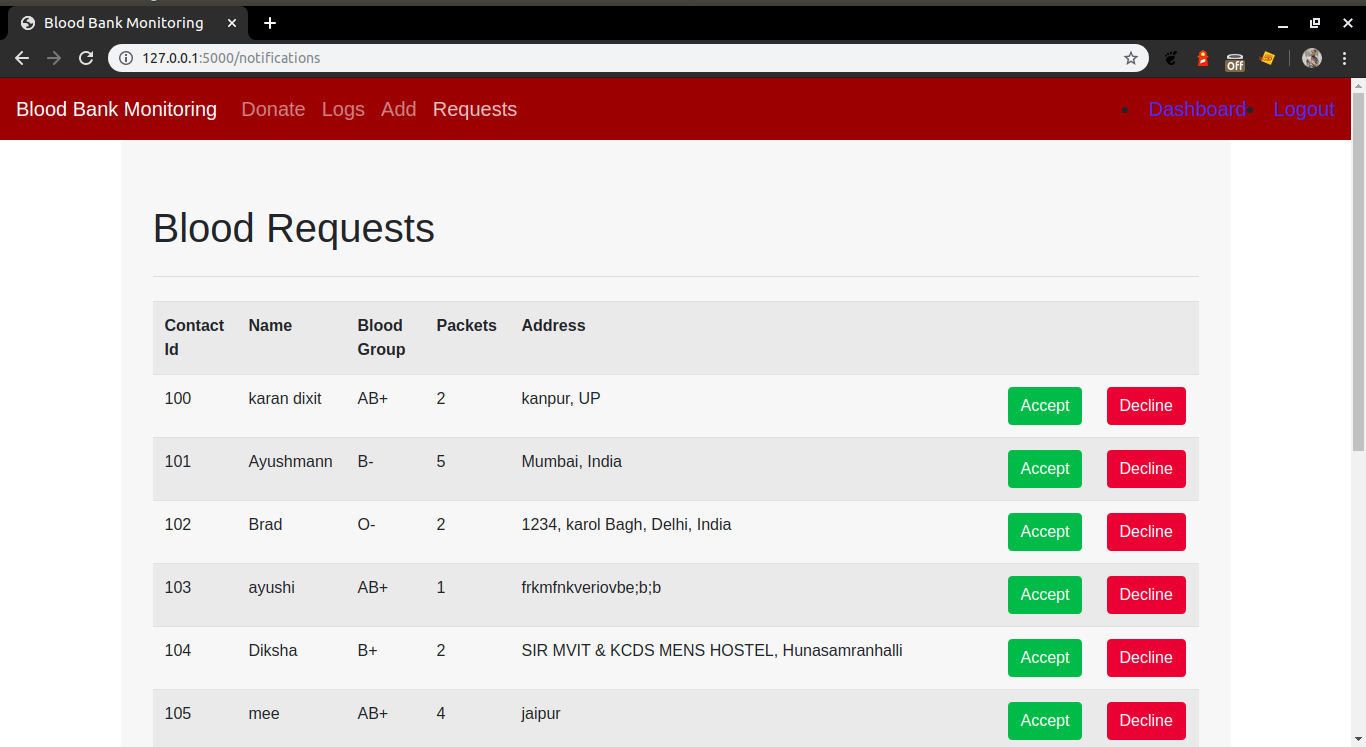 Blood Bank Monitoring
127.0.0.1:5000/notifications
Off
Blood Bank Monitoring Donate Logs Add Requests Dashboard Logout
Blood Requests
Contact Id Name Blood Group Packets Address
100 karan dixit AB+ 2 kanpur, UP Accept Decline
101 Ayushmann B- 5 Mumbai, India Accept Decline
102 Brad O- 2 1234, karol Bagh, Delhi, India Accept Decline
103 ayushi AB+ 1 frkmfnkveriovbe;b;b Accept Decline
104 Diksha B+ 2 SIR MVIT & KCDS MENS HOSTEL, Hunasamranhalli Accept Decline
105 mee AB+ 4 jaipur Accept Decline